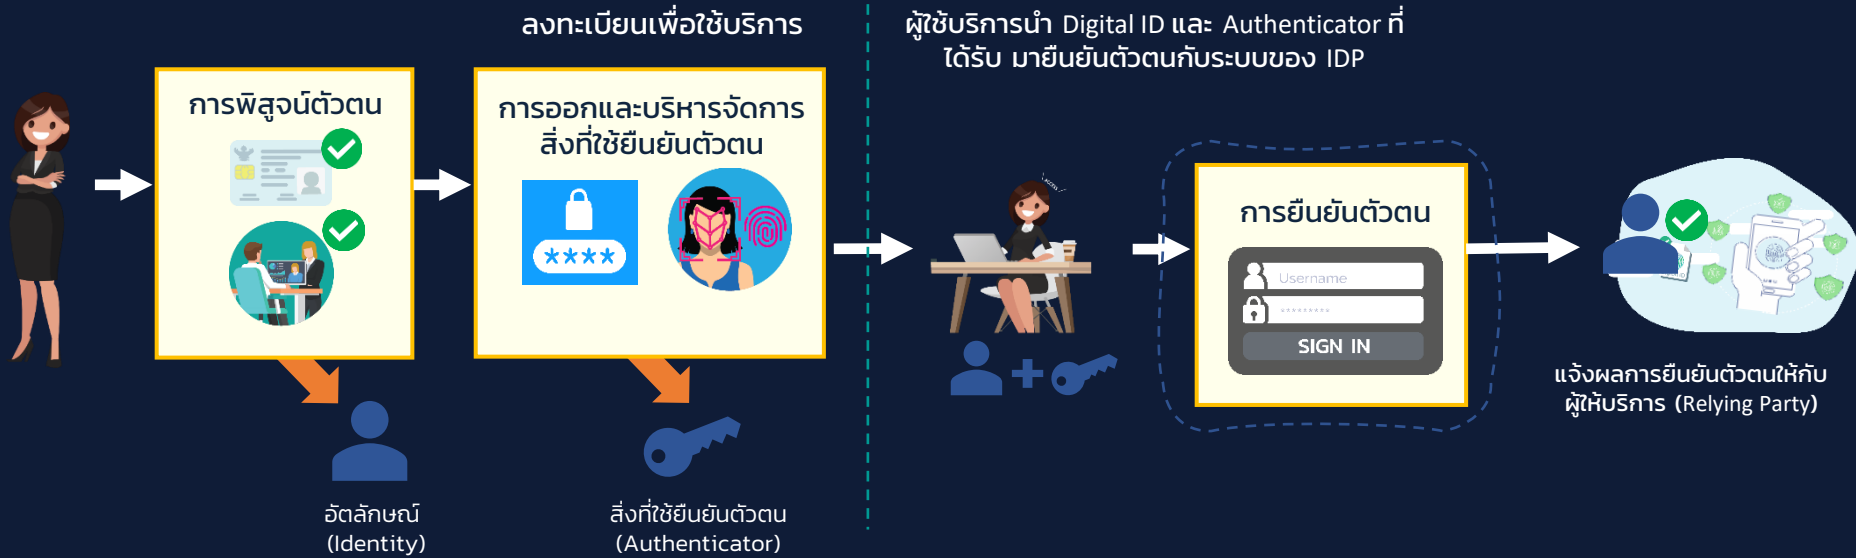 ลงทะเบียนเพื่อใช้บริการ
ผู้ใช้บริการนำ Digital ID และ Authenticator ที่
ได้รับ มายืนยันตัวตนกับระบบของ IDP
การพิสูจน์ตัวตน
การออกและบริหารจัดการ
สิ่งที่ใช้ยืนยันตัวตน
****
การยืนยันตัวตน
Username
*********
SIGN IN
แจ้งผลการยืนยันตัวตนให้กับ
ผู้ให้บริการ (Relying Party)
อัตลักษณ์
(Identity)
สิ่งที่ใช้ยืนยันตัวตน
(Authenticator)